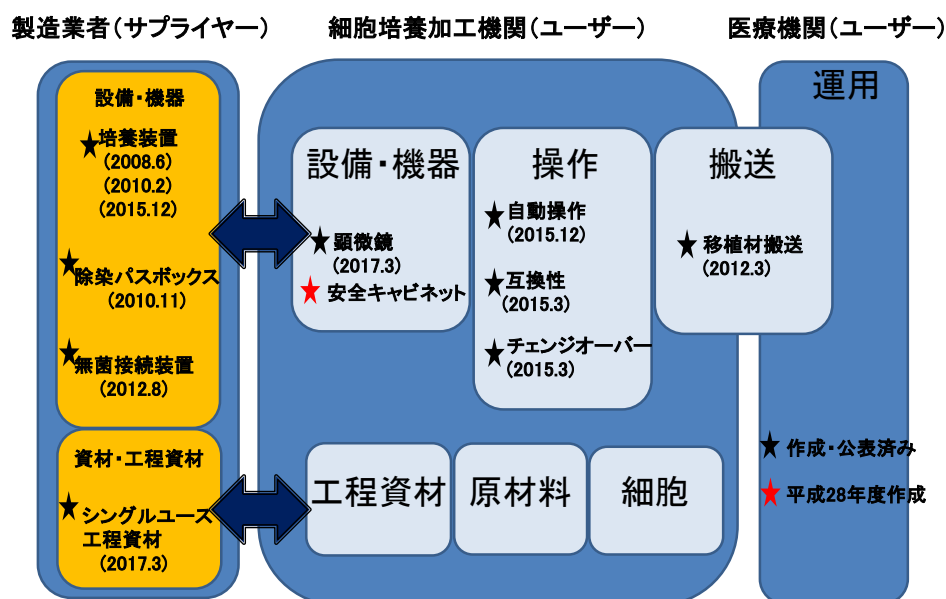 製造業者(サプライヤー)
細胞培養加工機関(ユーザー)
医療機関(ユーザー)
設備・機器
★培養装置
(2008.6)
(2010.2)
(2015.12)
★除染パスボックス
(2010.11)
★無菌接続装置
(2012.8)
資材・工程資材
★シングルユース
工程資材
(2017.3)
設備・機器
★顕微鏡
(2017.3)
★安全キャビネット
操作
★自動操作
(2015.12)
★互換性
(2015.3)
★チェンジオーバー
(2015.3)
搬送
★移植材搬送
(2012.3)
工程資材
原材料
細胞
運用
★作成・公表済み
★平成28年度作成